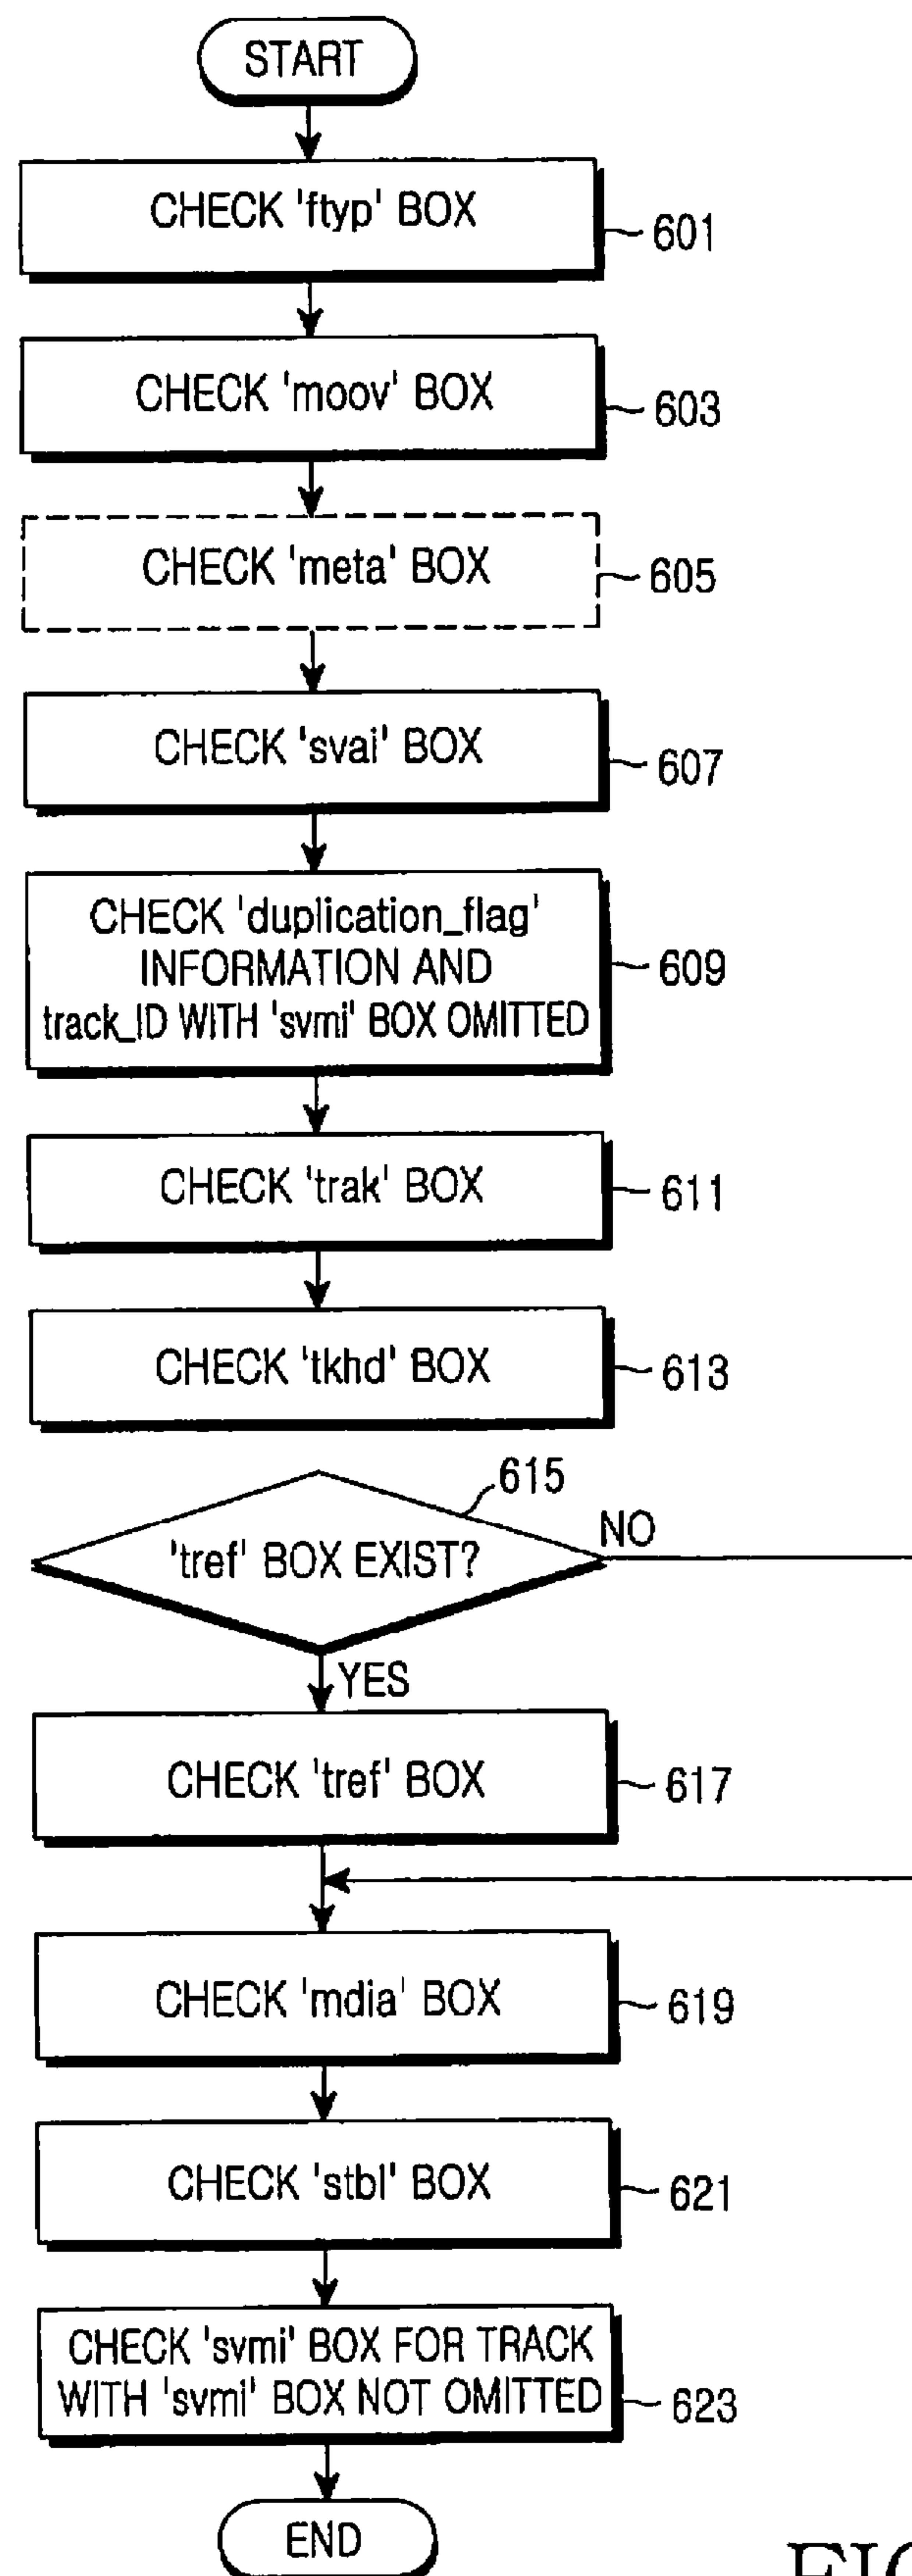 START
CHECK 'ftyp' BOX
601
CHECK 'moov' BOX
603
CHECK 'meta' BOX
605
CHECK 'svai' BOX
607
CHECK 'duplication_flag'
INFORMATION AND
track_ID WITH 'svmi' BOX OMITTED
609
CHECK 'trak' BOX
611
CHECK 'tkhd' BOX
613
615
'tref' BOX EXIST?
NO
YES
CHECK 'tref' BOX
617
CHECK 'mdia' BOX
619
CHECK 'stbl' BOX
621
CHECK 'svmi' BOX FOR TRACK
WITH 'svmi' BOX NOT OMITTED
623
END